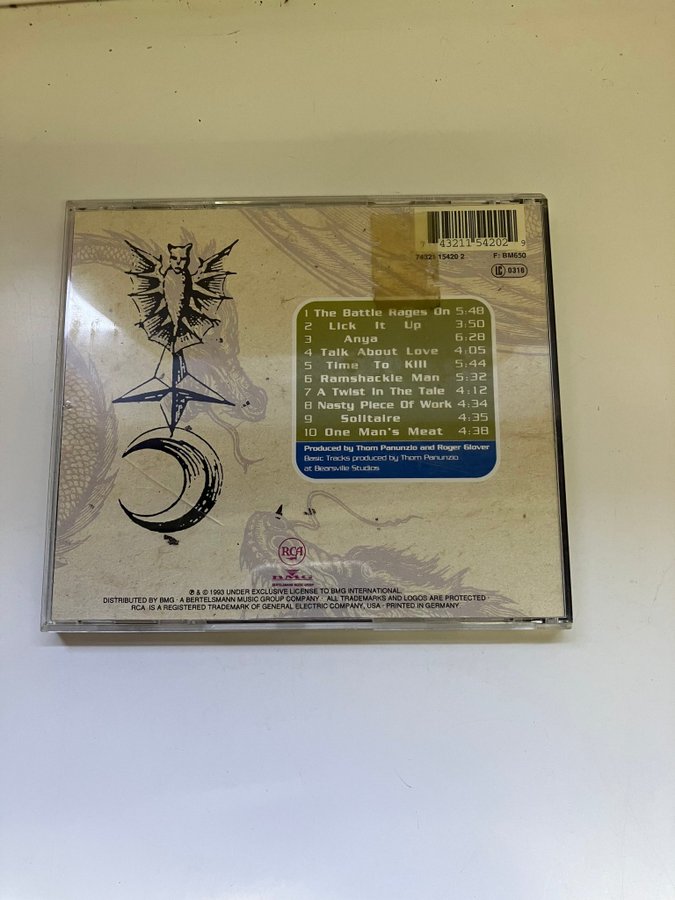 7 43211 54202 9
74321 15420 2 F: BM650
LC 0316
1 The Battle Rages On 5:48
2 Lick It Up 3:50
3 Anya 6:28
4 Talk About Love 4:05
5 Time To Kill 5:44
6 Ramshackle Man 5:32
7 A Twist In The Tale 4:12
8 Nasty Piece Of Work 4:34
9 Solitaire 4:35
10 One Man's Meat 4:38
Produced by Thom Panunzio and Roger Glover
Basic Tracks produced by Thom Panunzio
at Bearsville Studios
RCA
BMG
BERTELSMANN MUSIC GROUP
℗ & © 1993 UNDER EXCLUSIVE LICENSE TO BMG INTERNATIONAL.
DISTRIBUTED BY BMG · A BERTELSMANN MUSIC GROUP COMPANY · ALL TRADEMARKS AND LOGOS ARE PROTECTED ·
RCA IS A REGISTERED TRADEMARK OF GENERAL ELECTRIC COMPANY, USA · PRINTED IN GERMANY